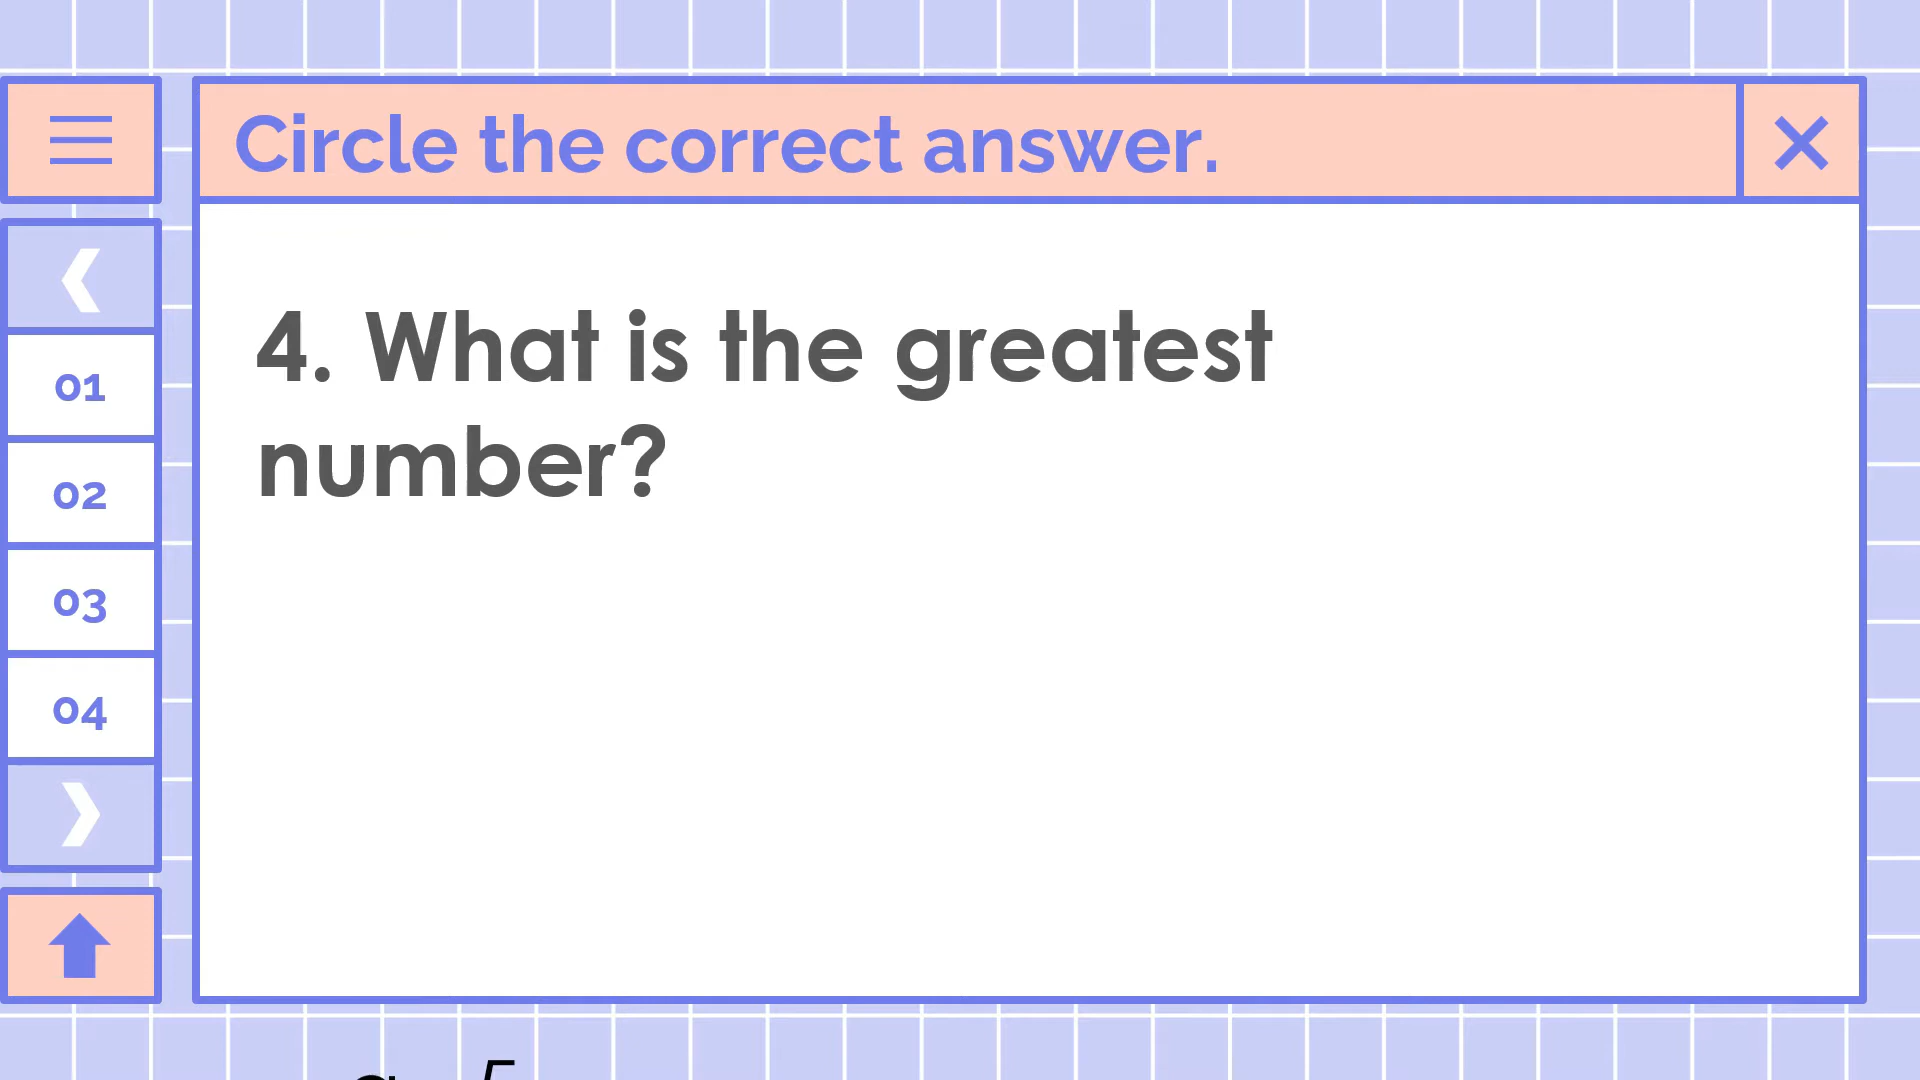 Circle the correct answer.
01
02
03
04
4. What is the greatest
number?